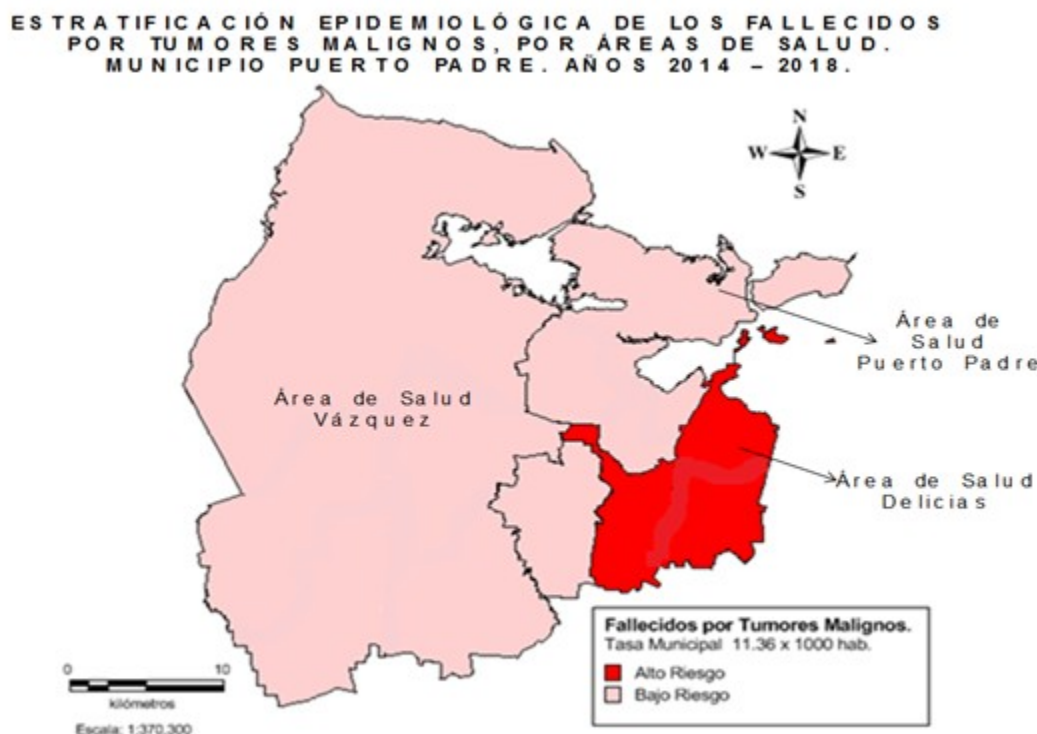 ESTRATIFICACIÓN EPIDEMIOLÓGICA DE LOS FALLECIDOS
POR TUMORES MALIGNOS, POR ÁREAS DE SALUD.
MUNICIPIO PUERTO PADRE. AÑOS 2014 – 2018.
N
W E
S
Área de
Salud
Puerto Padre
Área de Salud
Vázquez
Área de Salud
Delicias
Fallecidos por Tumores Malignos.
Tasa Municipal 11.36 x 1000 hab.
Alto Riesgo
Bajo Riesgo
0 10
kilómetros
Escala: 1:370,300